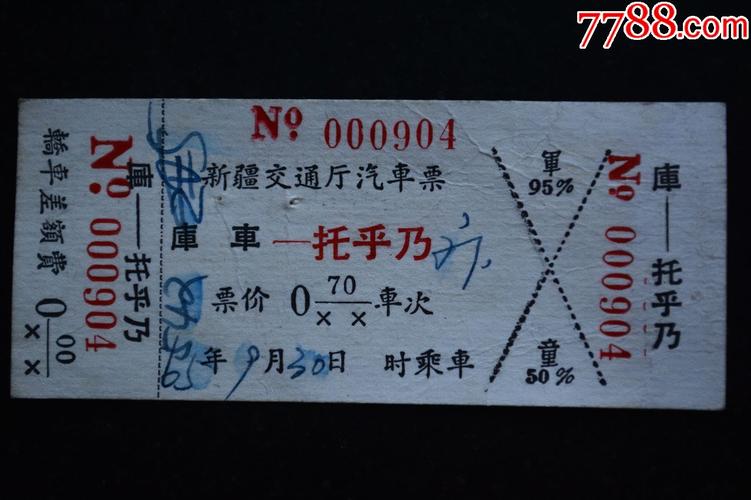 7788.com
轎車差額費 0 00 ××
No 000904
庫—托乎乃
No 000904
新疆交通厅汽車票
庫車—托乎乃
票价 0 70 ×× 車次
65年9月30日 时乘車
軍 95%
童 50%
No 000904
庫—托乎乃